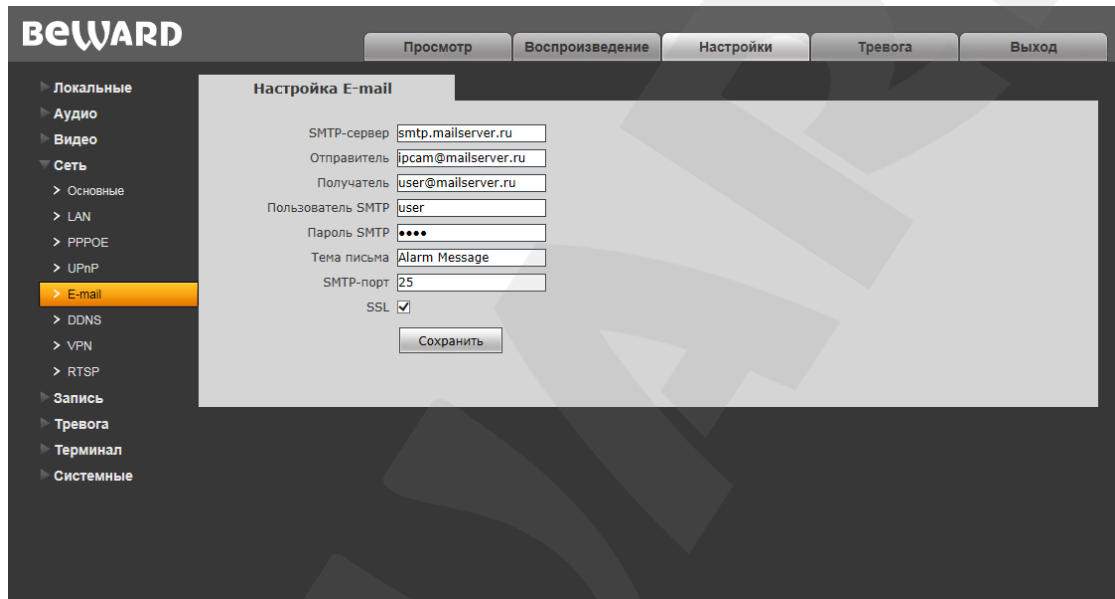 BEWARD
Просмотр Воспроизведение Настройки Тревога Выход
Локальные
Аудио
Видео
Сеть
> Основные
> LAN
> PPPOE
> UPnP
> E-mail
> DDNS
> VPN
> RTSP
Запись
Тревога
Терминал
Системные
Настройка E-mail
SMTP-сервер smtp.mailserver.ru
Отправитель ipcam@mailserver.ru
Получатель user@mailserver.ru
Пользователь SMTP user
Пароль SMTP ••••
Тема письма Alarm Message
SMTP-порт 25
SSL
Сохранить